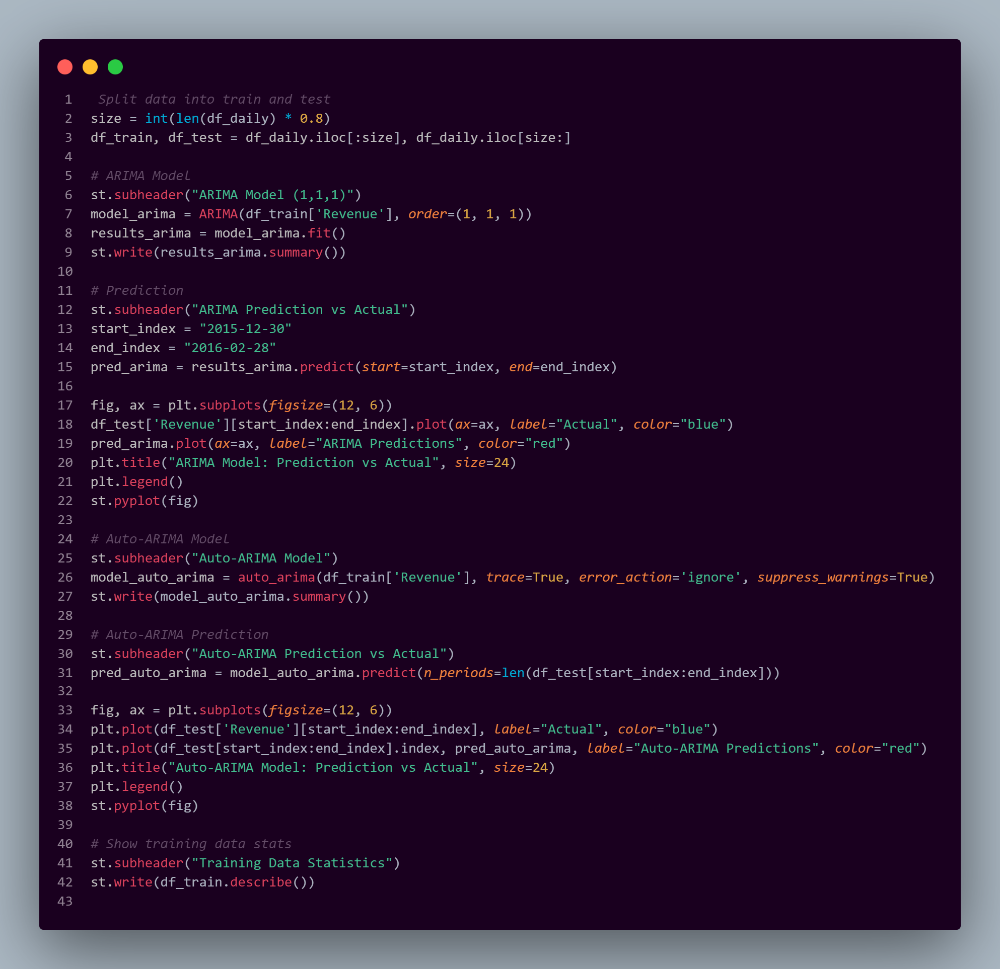 1 Split data into train and test
2 size = int(len(df_daily) * 0.8)
3 df_train, df_test = df_daily.iloc[:size], df_daily.iloc[size:]
4
5 # ARIMA Model
6 st.subheader("ARIMA Model (1,1,1)")
7 model_arima = ARIMA(df_train['Revenue'], order=(1, 1, 1))
8 results_arima = model_arima.fit()
9 st.write(results_arima.summary())
10
11 # Prediction
12 st.subheader("ARIMA Prediction vs Actual")
13 start_index = "2015-12-30"
14 end_index = "2016-02-28"
15 pred_arima = results_arima.predict(start=start_index, end=end_index)
16
17 fig, ax = plt.subplots(figsize=(12, 6))
18 df_test['Revenue'][start_index:end_index].plot(ax=ax, label="Actual", color="blue")
19 pred_arima.plot(ax=ax, label="ARIMA Predictions", color="red")
20 plt.title("ARIMA Model: Prediction vs Actual", size=24)
21 plt.legend()
22 st.pyplot(fig)
23
24 # Auto-ARIMA Model
25 st.subheader("Auto-ARIMA Model")
26 model_auto_arima = auto_arima(df_train['Revenue'], trace=True, error_action='ignore', suppress_warnings=True)
27 st.write(model_auto_arima.summary())
28
29 # Auto-ARIMA Prediction
30 st.subheader("Auto-ARIMA Prediction vs Actual")
31 pred_auto_arima = model_auto_arima.predict(n_periods=len(df_test[start_index:end_index]))
32
33 fig, ax = plt.subplots(figsize=(12, 6))
34 plt.plot(df_test['Revenue'][start_index:end_index], label="Actual", color="blue")
35 plt.plot(df_test[start_index:end_index].index, pred_auto_arima, label="Auto-ARIMA Predictions", color="red")
36 plt.title("Auto-ARIMA Model: Prediction vs Actual", size=24)
37 plt.legend()
38 st.pyplot(fig)
39
40 # Show training data stats
41 st.subheader("Training Data Statistics")
42 st.write(df_train.describe())
43